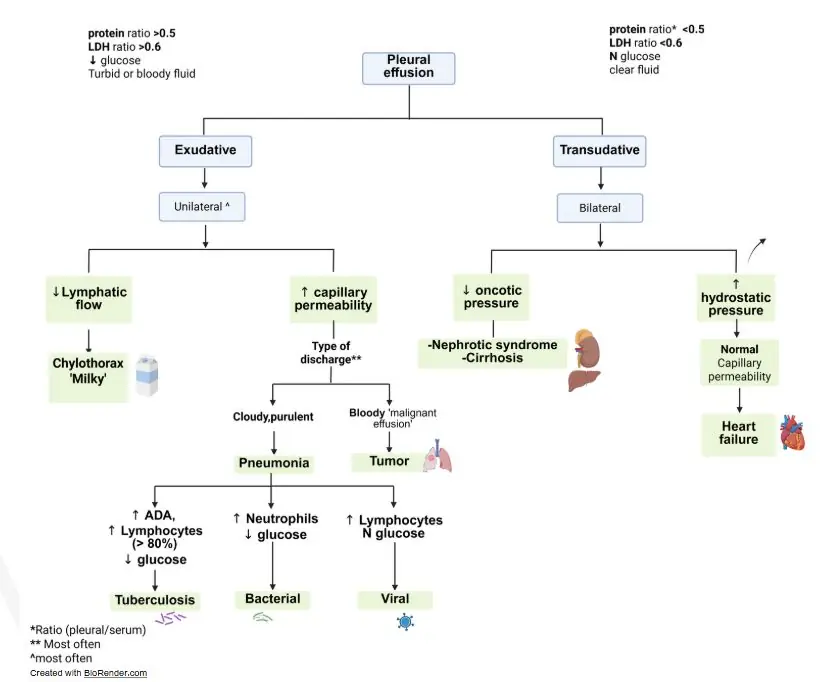 protein ratio >0.5
LDH ratio >0.6
↓ glucose
Turbid or bloody fluid
protein ratio* <0.5
LDH ratio <0.6
N glucose
clear fluid
Pleural
effusion
Exudative
Transudative
Unilateral ^
Bilateral
↓Lymphatic
flow
↑ capillary
permeability
↓ oncotic
pressure
↑
hydrostatic
pressure
Chylothorax
'Milky'
Type of
discharge**
-Nephrotic syndrome
-Cirrhosis
Normal
Capillary
permeability
Cloudy,purulent
Bloody 'malignant
effusion'
Heart
failure
Pneumonia
Tumor
↑ ADA,
↑ Lymphocytes
(> 80%)
↓ glucose
↑ Neutrophils
↓ glucose
↑ Lymphocytes
N glucose
Tuberculosis
Bacterial
Viral
*Ratio (pleural/serum)
** Most often
^most often
Created with BioRender.com